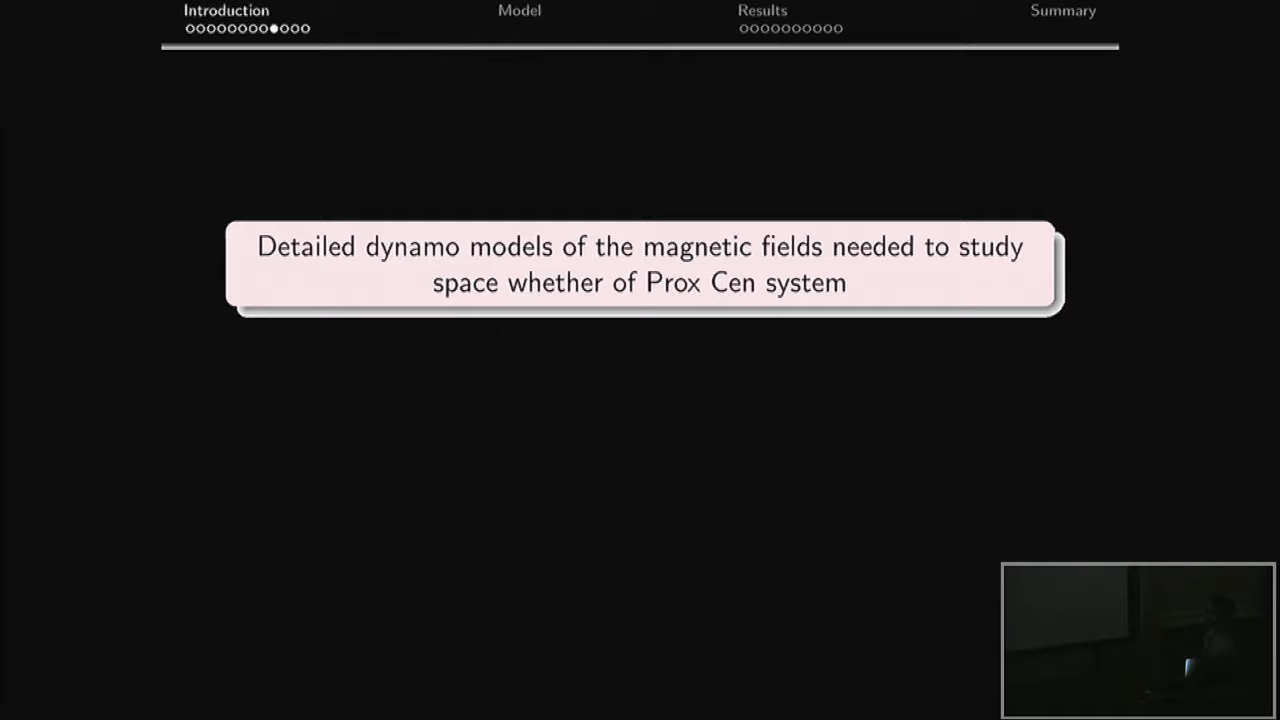 Introduction
Model
Results
Summary
Detailed dynamo models of the magnetic fields needed to study
space whether of Prox Cen system